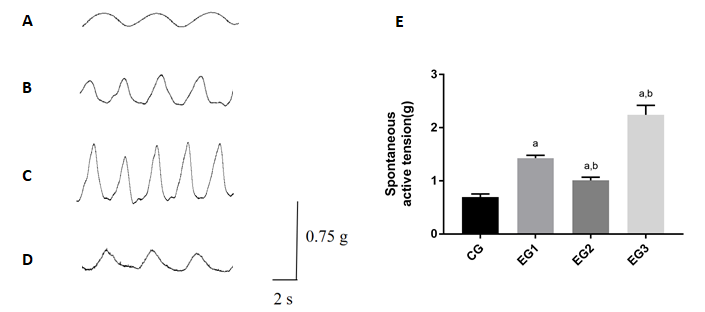 A
B
C
D
0.75 g
2 s
E
Spontaneous
active tension(g)
3
2
1
0
a
a,b
a,b
CG
EG1
EG2
EG3